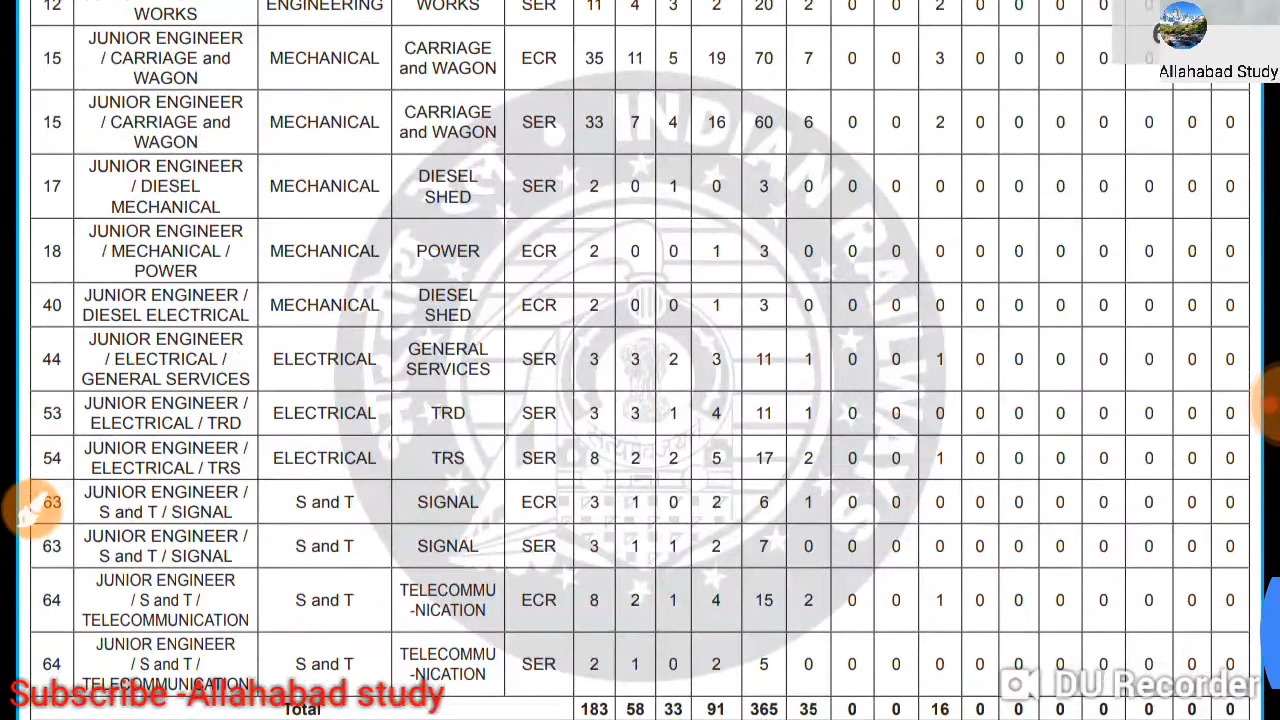 12 WORKS ENGINEERING WORKS SER 11 4 3 2 20 2 0 0 2 0 0 0 0 0 0 0
Allahabad Study
15 JUNIOR ENGINEER / CARRIAGE and WAGON MECHANICAL CARRIAGE and WAGON ECR 35 11 5 19 70 7 3 0 0 0 0 0 0 0
15 JUNIOR ENGINEER / CARRIAGE and WAGON MECHANICAL CARRIAGE and WAGON SER 33 7 4 16 60 6 2 0 0 0 0 0 0 0
17 JUNIOR ENGINEER / DIESEL MECHANICAL MECHANICAL DIESEL SHED SER 2 0 1 0 3 0 0 0 0 0 0 0 0 0 0 0
18 JUNIOR ENGINEER / MECHANICAL / POWER MECHANICAL POWER ECR 2 0 0 1 3 0 0 0 0 0 0 0 0 0 0 0
40 JUNIOR ENGINEER / DIESEL ELECTRICAL MECHANICAL DIESEL SHED ECR 2 0 0 1 3 0 0 0 0 0 0 0 0 0 0 0
44 JUNIOR ENGINEER / ELECTRICAL / GENERAL SERVICES ELECTRICAL GENERAL SERVICES SER 3 3 2 3 11 1 0 0 1 0 0 0 0 0 0 0
53 JUNIOR ENGINEER / ELECTRICAL / TRD ELECTRICAL TRD SER 3 3 1 4 11 1 0 0 0 0 0 0 0 0 0 0
54 JUNIOR ENGINEER / ELECTRICAL / TRS ELECTRICAL TRS SER 8 2 2 5 17 2 0 0 1 0 0 0 0 0 0 0
63 JUNIOR ENGINEER / S and T / SIGNAL S and T SIGNAL ECR 3 1 0 2 6 1 0 0 0 0 0 0 0 0 0 0
63 JUNIOR ENGINEER / S and T / SIGNAL S and T SIGNAL SER 3 1 1 2 7 0 0 0 0 0 0 0 0 0 0 0
64 JUNIOR ENGINEER / S and T / TELECOMMUNICATION S and T TELECOMMU -NICATION ECR 8 2 1 4 15 2 0 0 1 0 0 0 0 0 0 0
64 JUNIOR ENGINEER / S and T / TELECOMMUNICATION S and T TELECOMMU -NICATION SER 2 1 0 2 5 0 0 0 0 0 0 0 0 0 0 0
Total 183 58 33 91 365 35 0 0 16 0 0 0 0 0 0 0
Subscribe -Allahabad study
DU Recorder
INDIAN RAILWAYS
सत्यमेव जयते